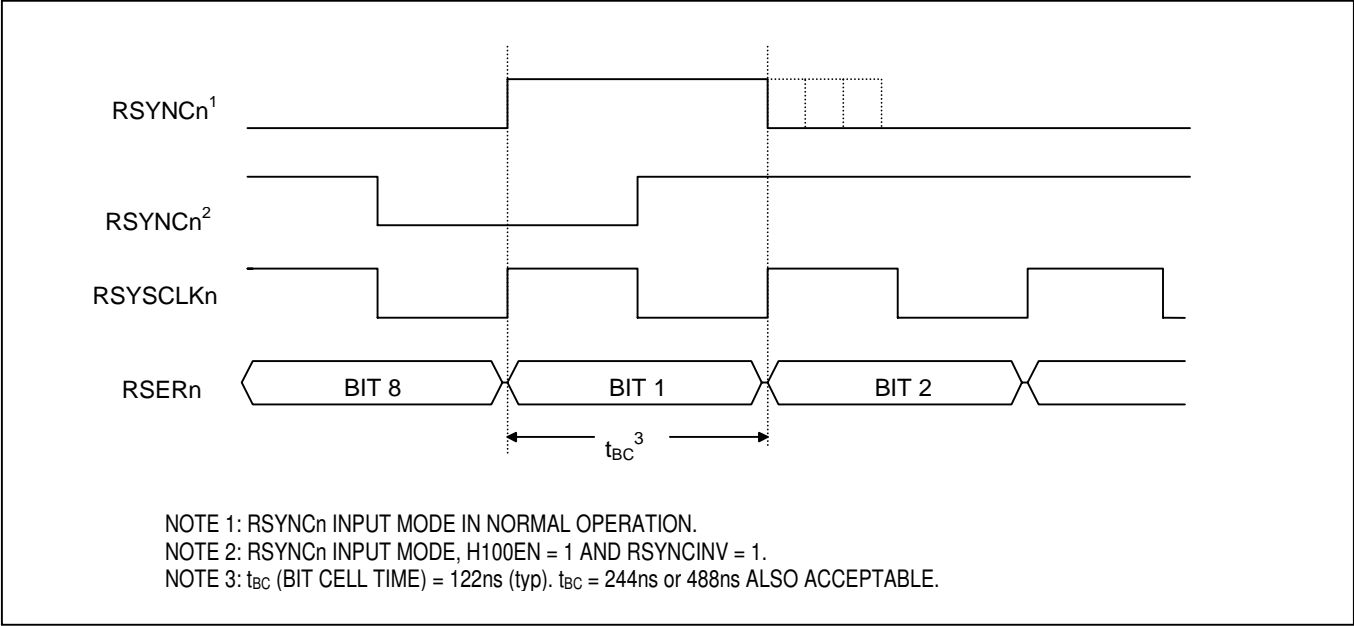 RSYNCn¹
RSYNCn²
RSYSCLKn
RSERn
BIT 8
BIT 1
BIT 2
tBC³
NOTE 1: RSYNCn INPUT MODE IN NORMAL OPERATION.
NOTE 2: RSYNCn INPUT MODE, H100EN = 1 AND RSYNCINV = 1.
NOTE 3: tBC (BIT CELL TIME) = 122ns (typ). tBC = 244ns or 488ns ALSO ACCEPTABLE.